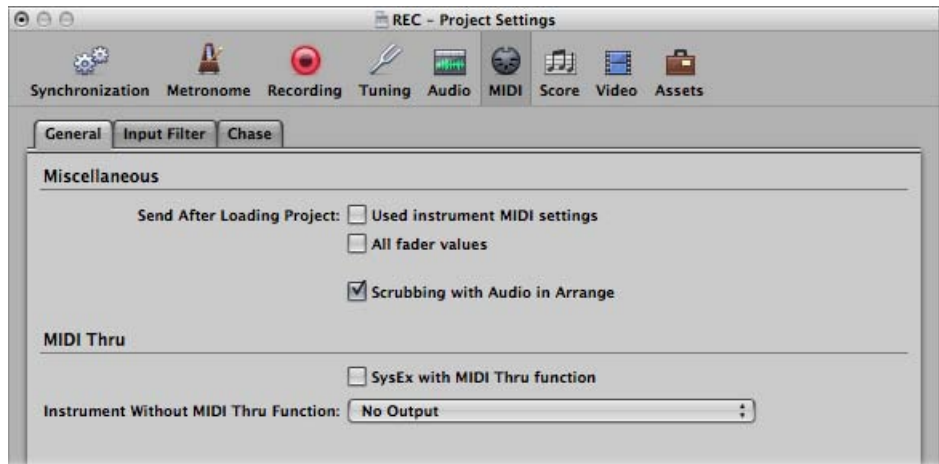 REC - Project Settings
Synchronization Metronome Recording Tuning Audio MIDI Score Video Assets
General Input Filter Chase
Miscellaneous
Send After Loading Project: Used instrument MIDI settings
All fader values
Scrubbing with Audio in Arrange
MIDI Thru
SysEx with MIDI Thru function
Instrument Without MIDI Thru Function: No Output